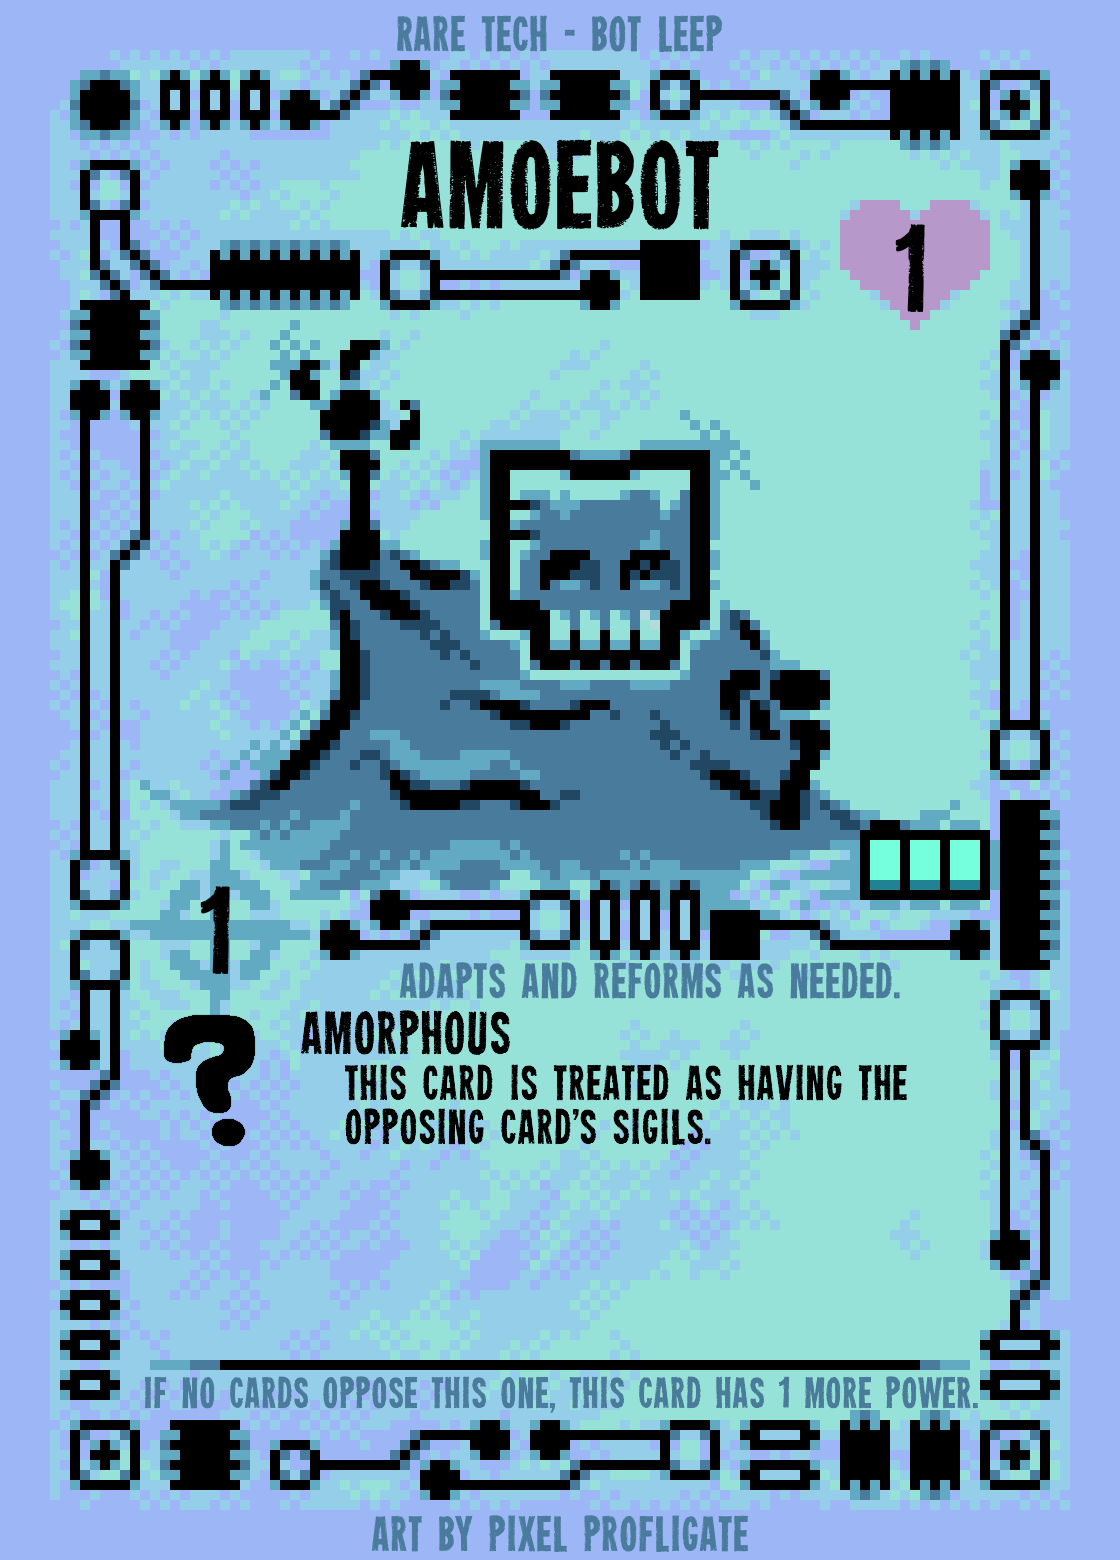 RARE TECH - BOT LEEP
AMOEBOT
1
1
ADAPTS AND REFORMS AS NEEDED.
?
AMORPHOUS
THIS CARD IS TREATED AS HAVING THE
OPPOSING CARD'S SIGILS.
IF NO CARDS OPPOSE THIS ONE, THIS CARD HAS 1 MORE POWER.
ART BY PIXEL PROFLIGATE